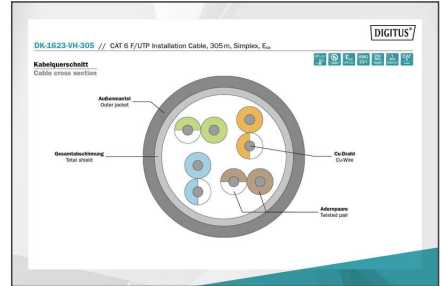 DIGITUS®
DK-1623-VH-305 // CAT 6 F/UTP Installation Cable, 305 m, Simplex, Eca
Kabelquerschnitt
Cable cross section
Außenmantel
Outer jacket
Gesamtabschirmung
Total shield
Cu-Draht
Cu-Wire
Adernpaare
Twisted pair